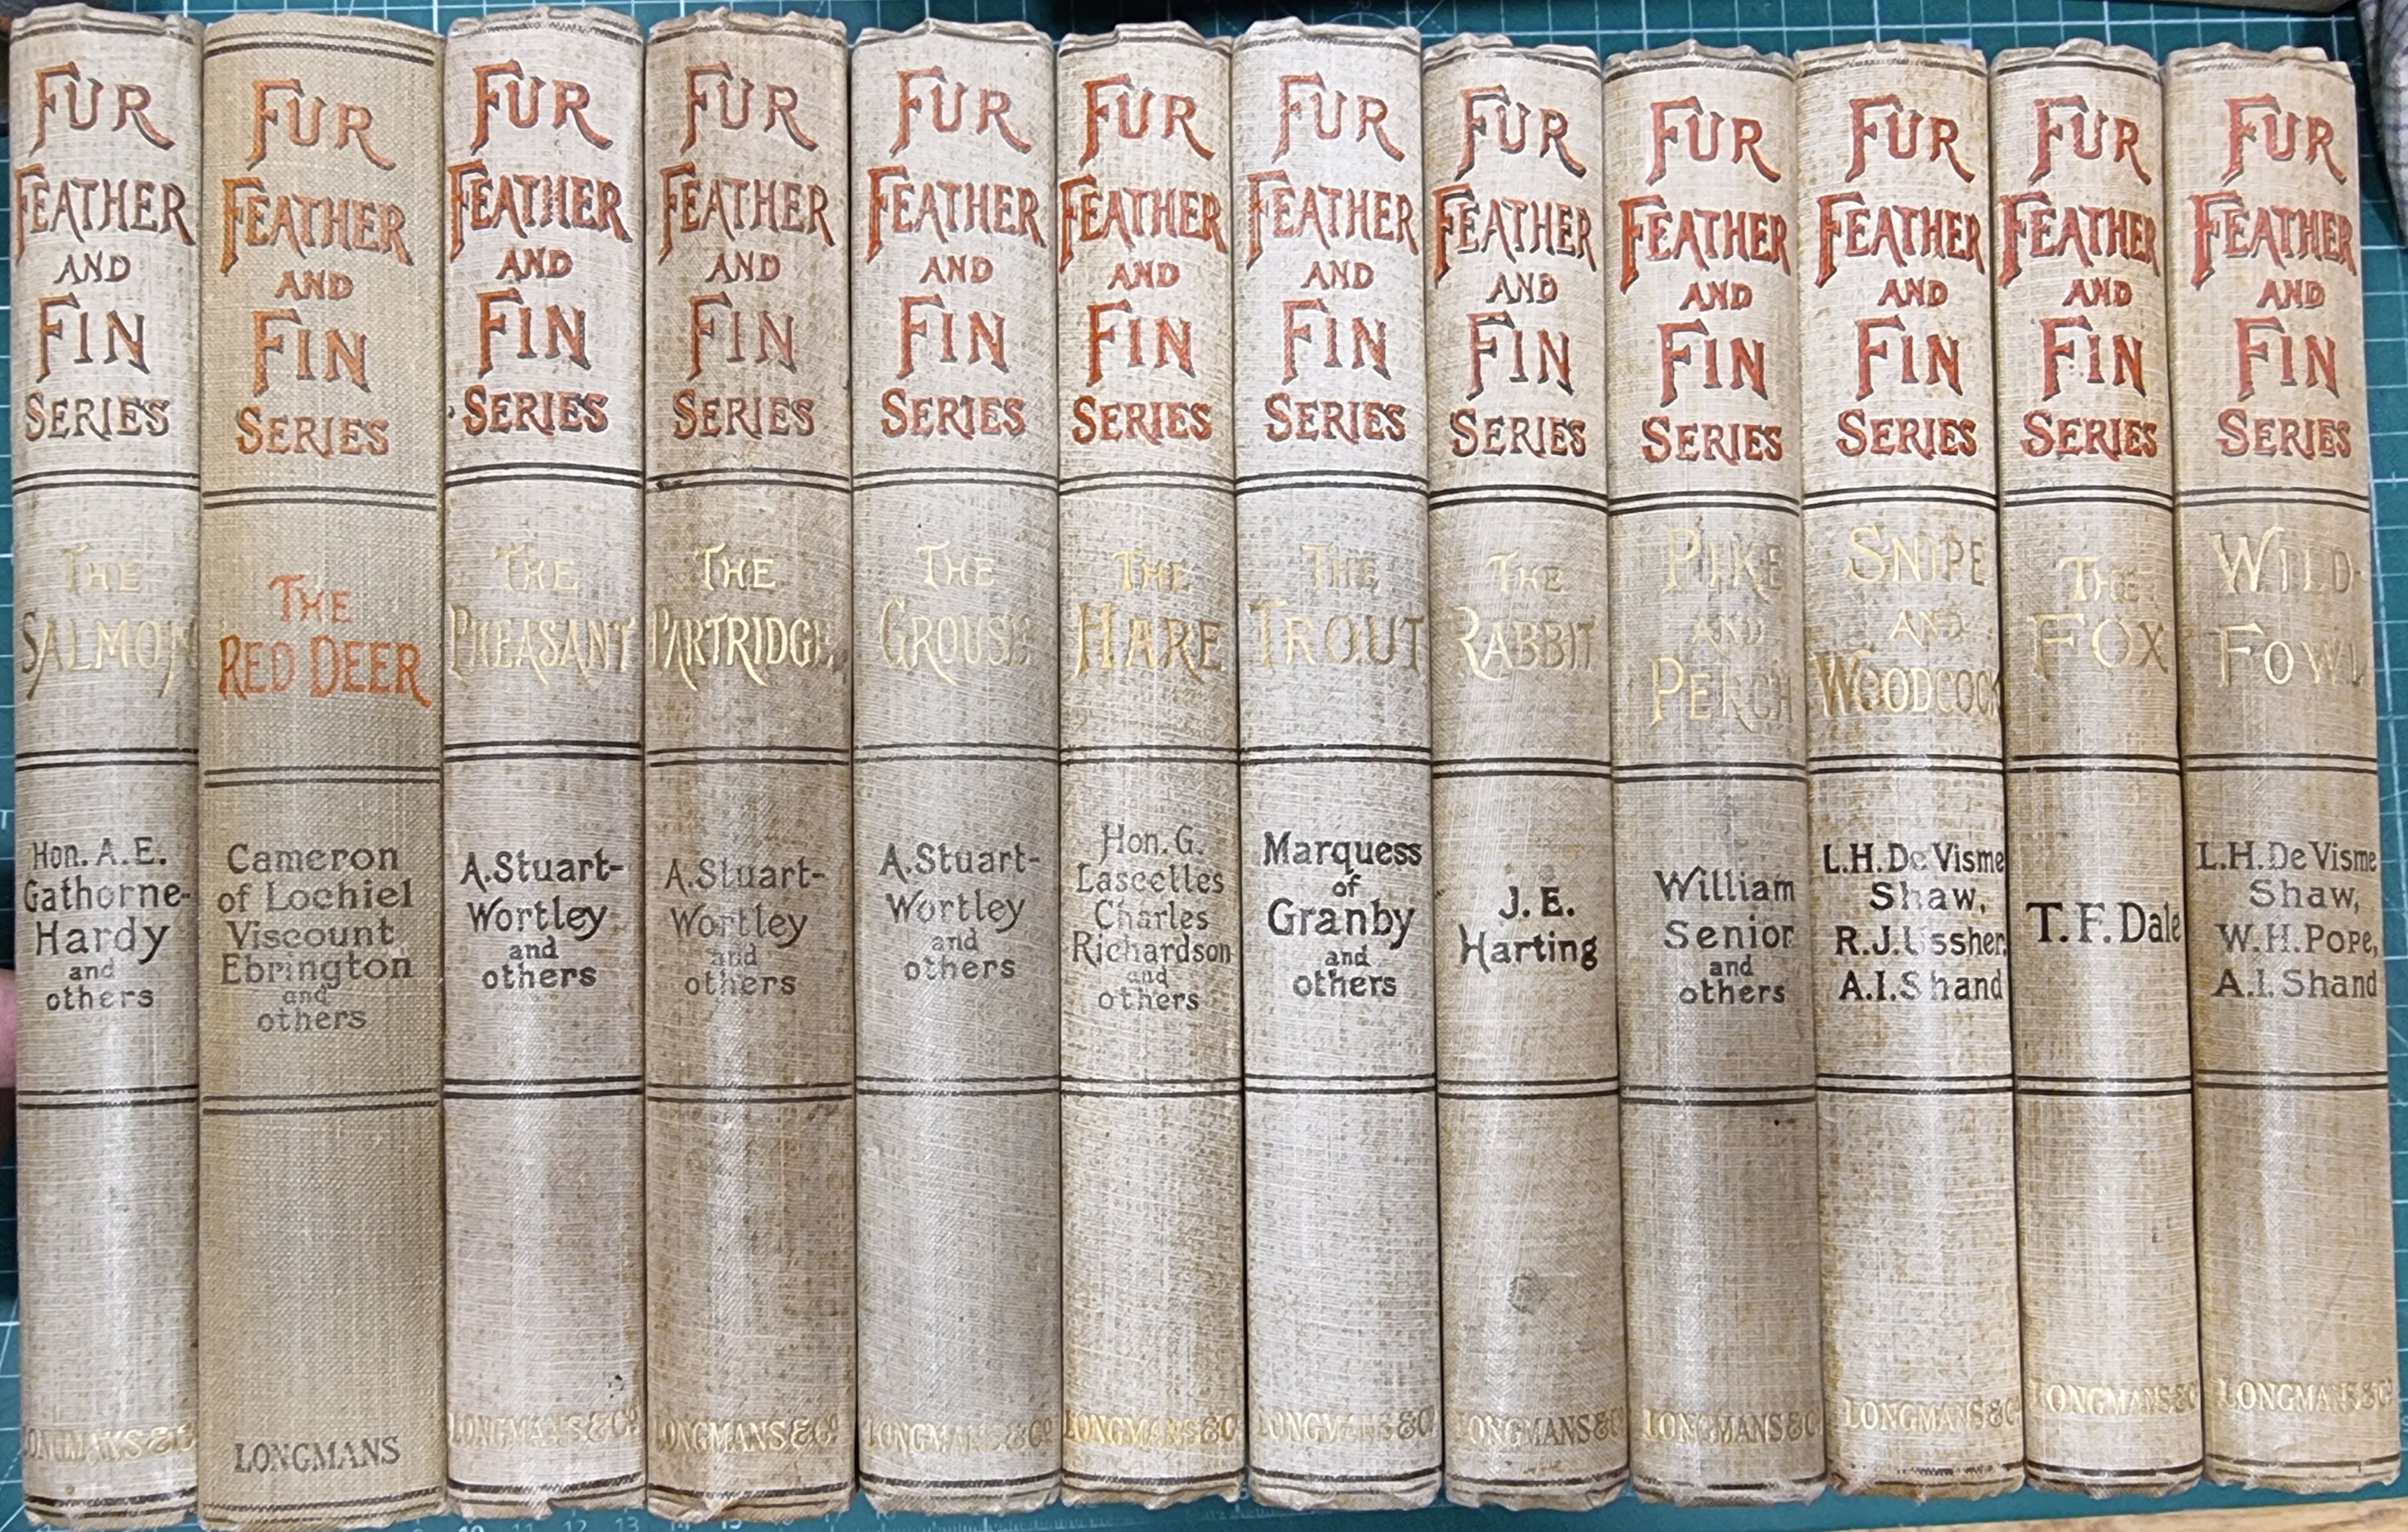 FUR
FEATHER
AND
FIN
SERIES
THE
SALMON
Hon. A. E.
Gathorne-
Hardy
and
others
LONGMANS & Co
FUR
FEATHER
AND
FIN
SERIES
THE
RED DEER
Cameron
of Lochiel
Viscount
Ebrington
and
others
LONGMANS
FUR
FEATHER
AND
FIN
SERIES
THE
PHEASANT
A. Stuart-
Wortley
and
others
LONGMANS & Co
FUR
FEATHER
AND
FIN
SERIES
THE
PARTRIDGE
A. Stuart-
Wortley
and
others
LONGMANS & Co
FUR
FEATHER
AND
FIN
SERIES
THE
GROUSE
A. Stuart-
Wortley
and
others
LONGMANS & Co
FUR
FEATHER
AND
FIN
SERIES
THE
HARE
Hon. G.
Lascelles
Charles
Richardson
and
others
LONGMANS & Co
FUR
FEATHER
AND
FIN
SERIES
THE
TROUT
Marquess
of
Granby
and
others
LONGMANS & Co
FUR
FEATHER
AND
FIN
SERIES
THE
RABBIT
J. E.
Harting
LONGMANS & Co
FUR
FEATHER
AND
FIN
SERIES
PIKE
AND
PERCH
William
Senior
and
others
LONGMANS & Co
FUR
FEATHER
AND
FIN
SERIES
SNIPE
AND
WOODCOCK
L. H. De Visme
Shaw,
R. J. Ussher,
A. I. Shand
LONGMANS & Co
FUR
FEATHER
AND
FIN
SERIES
THE
FOX
T. F. Dale
LONGMANS & Co
FUR
FEATHER
AND
FIN
SERIES
WILD-
FOWL
L. H. De Visme
Shaw,
W. H. Pope,
A. I. Shand
LONGMANS & Co